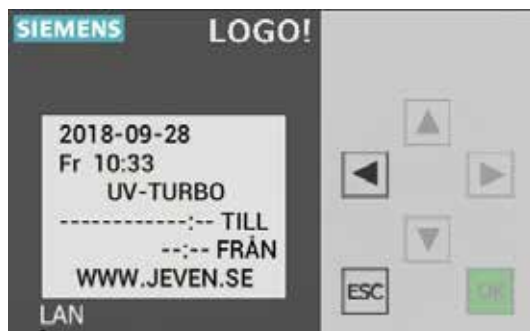 SIEMENS LOGO!
2018-09-28
Fr 10:33
UV-TURBO
------------:-- TILL
--:-- FRÅN
WWW.JEVEN.SE
ESC OK
LAN